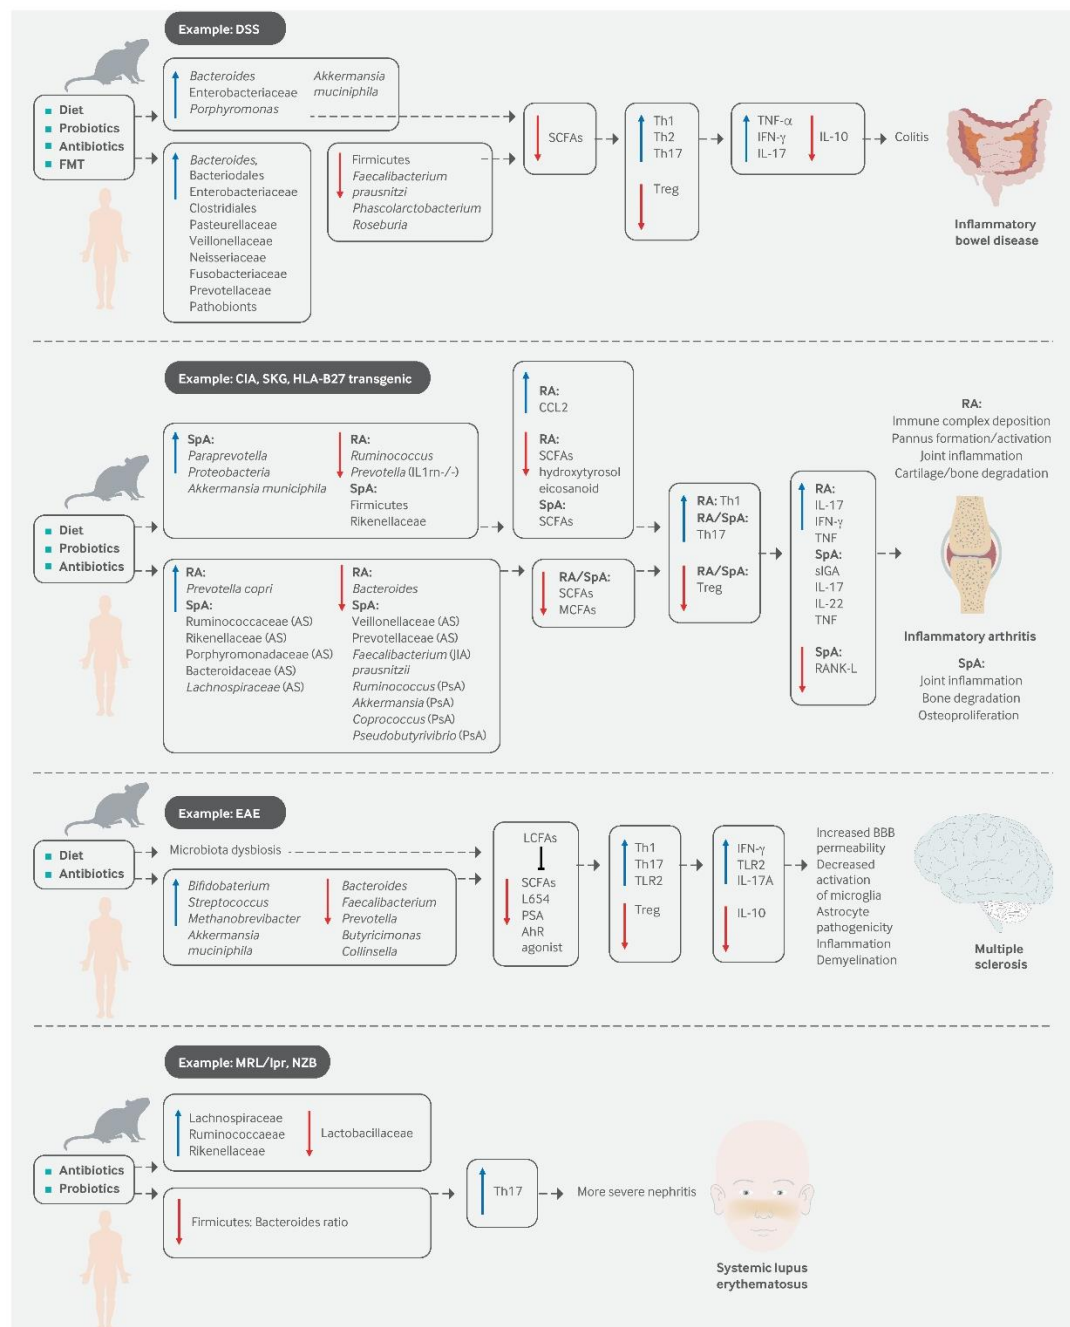 Example: DSS
Diet
Probiotics
Antibiotics
FMT
Bacteroides
Enterobacteriaceae
Porphyromonas
Akkermansia
muciniphila
Bacteroides,
Bacteriodales
Enterobacteriaceae
Clostridiales
Pasteurellaceae
Veillonellaceae
Neisseriaceae
Fusobacteriaceae
Prevotellaceae
Pathobionts
Firmicutes
Faecalibacterium
prausnitzi
Phascolarctobacterium
Roseburia
SCFAs
Th1
Th2
Th17
Treg
TNF-α
IFN-γ
IL-17
IL-10
Colitis
Inflammatory
bowel disease
Example: CIA, SKG, HLA-B27 transgenic
Diet
Probiotics
Antibiotics
SpA:
Paraprevotella
Proteobacteria
Akkermansia municiphila
RA:
Ruminococcus
Prevotella (IL1rn-/-)
SpA:
Firmicutes
Rikenellaceae
RA:
Prevotella copri
SpA:
Ruminococcaceae (AS)
Rikenellaceae (AS)
Porphyromonadaceae (AS)
Bacteroidaceae (AS)
Lachnospiraceae (AS)
RA:
Bacteroides
SpA:
Veillonellaceae (AS)
Prevotellaceae (AS)
Faecalibacterium (JIA)
prausnitzii
Ruminococcus (PsA)
Akkermansia (PsA)
Coprococcus (PsA)
Pseudobutyrivibrio (PsA)
RA:
CCL2
RA:
SCFAs
hydroxytyrosol
eicosanoid
SpA:
SCFAs
RA/SpA:
SCFAs
MCFAs
RA: Th1
RA/SpA:
Th17
RA/SpA:
Treg
RA:
IL-17
IFN-γ
TNF
SpA:
sIGA
IL-17
IL-22
TNF
SpA:
RANK-L
RA:
Immune complex deposition
Pannus formation/activation
Joint inflammation
Cartilage/bone degradation
Inflammatory arthritis
SpA:
Joint inflammation
Bone degradation
Osteoproliferation
Example: EAE
Diet
Antibiotics
Microbiota dysbiosis
Bifidobaterium
Streptococcus
Methanobrevibacter
Akkermansia
muciniphila
Bacteroides
Faecalibacterium
Prevotella
Butyricimonas
Collinsella
LCFAs
SCFAs
L654
PSA
AhR
agonist
Th1
Th17
TLR2
Treg
IFN-γ
TLR2
IL-17A
IL-10
Increased BBB
permeability
Decreased
activation
of microglia
Astrocyte
pathogenicity
Inflammation
Demyelination
Multiple
sclerosis
Example: MRL/lpr, NZB
Antibiotics
Probiotics
Lachnospiraceae
Ruminococcaeae
Rikenellaceae
Lactobacillaceae
Firmicutes: Bacteroides ratio
Th17
More severe nephritis
Systemic lupus
erythematosus